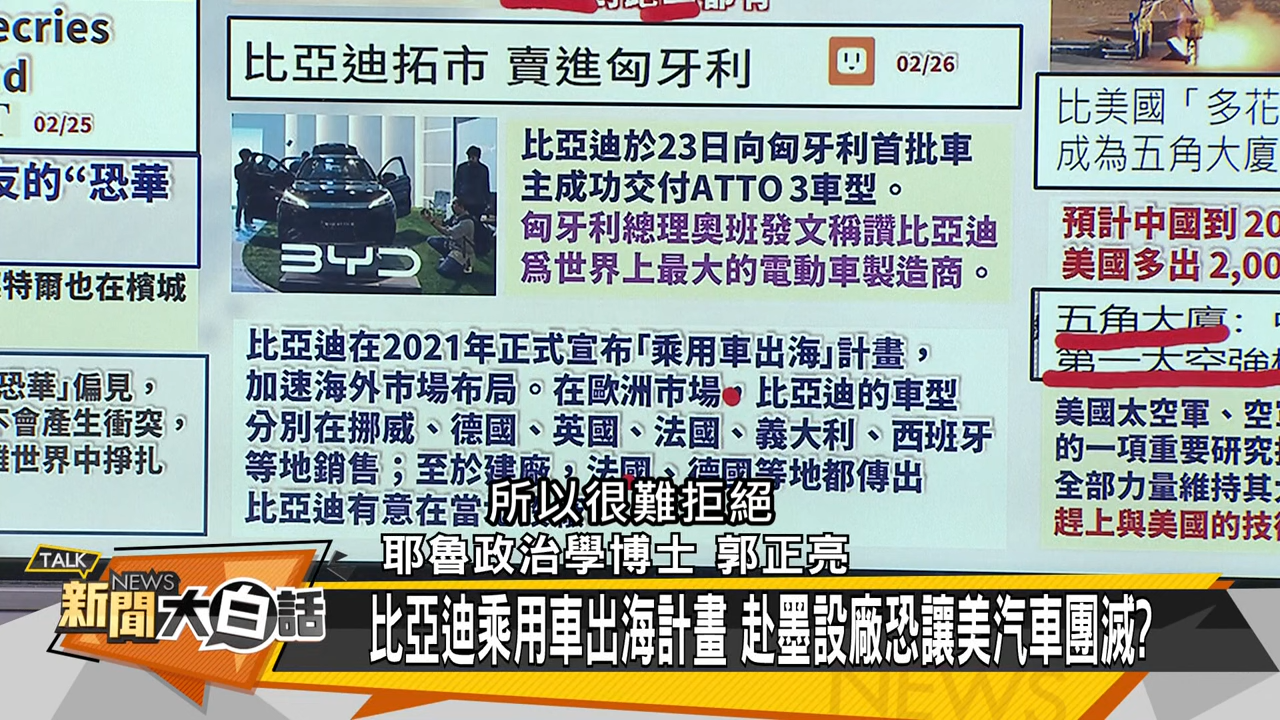 ecries
d
02/25
友的“恐華
特爾也在檳城
恐華」偏見，
不會產生衝突，
世界中掙扎
比亞迪拓市 賣進匈牙利
02/26
BYD
比亞迪於23日向匈牙利首批車
主成功交付ATTO 3車型。
匈牙利總理奧班發文稱讚比亞迪
為世界上最大的電動車製造商。
比亞迪在2021年正式宣布「乘用車出海」計畫，
加速海外市場布局。在歐洲市場，比亞迪的車型
分別在挪威、德國、英國、法國、義大利、西班牙
等地銷售；至於建廠，法國、德國等地都傳出
比亞迪有意在當
比美國「多花
成為五角大廈
預計中國到 20
美國多出 2,00
五角大廈：
第一大空強
美國太空軍、空
的一項重要研究
全部力量維持其
趕上與美國的技
所以很難拒絕
耶魯政治學博士 郭正亮
TALK
NEWS
新聞大白話
比亞迪乘用車出海計畫 赴墨設廠恐讓美汽車團滅?
NEWS